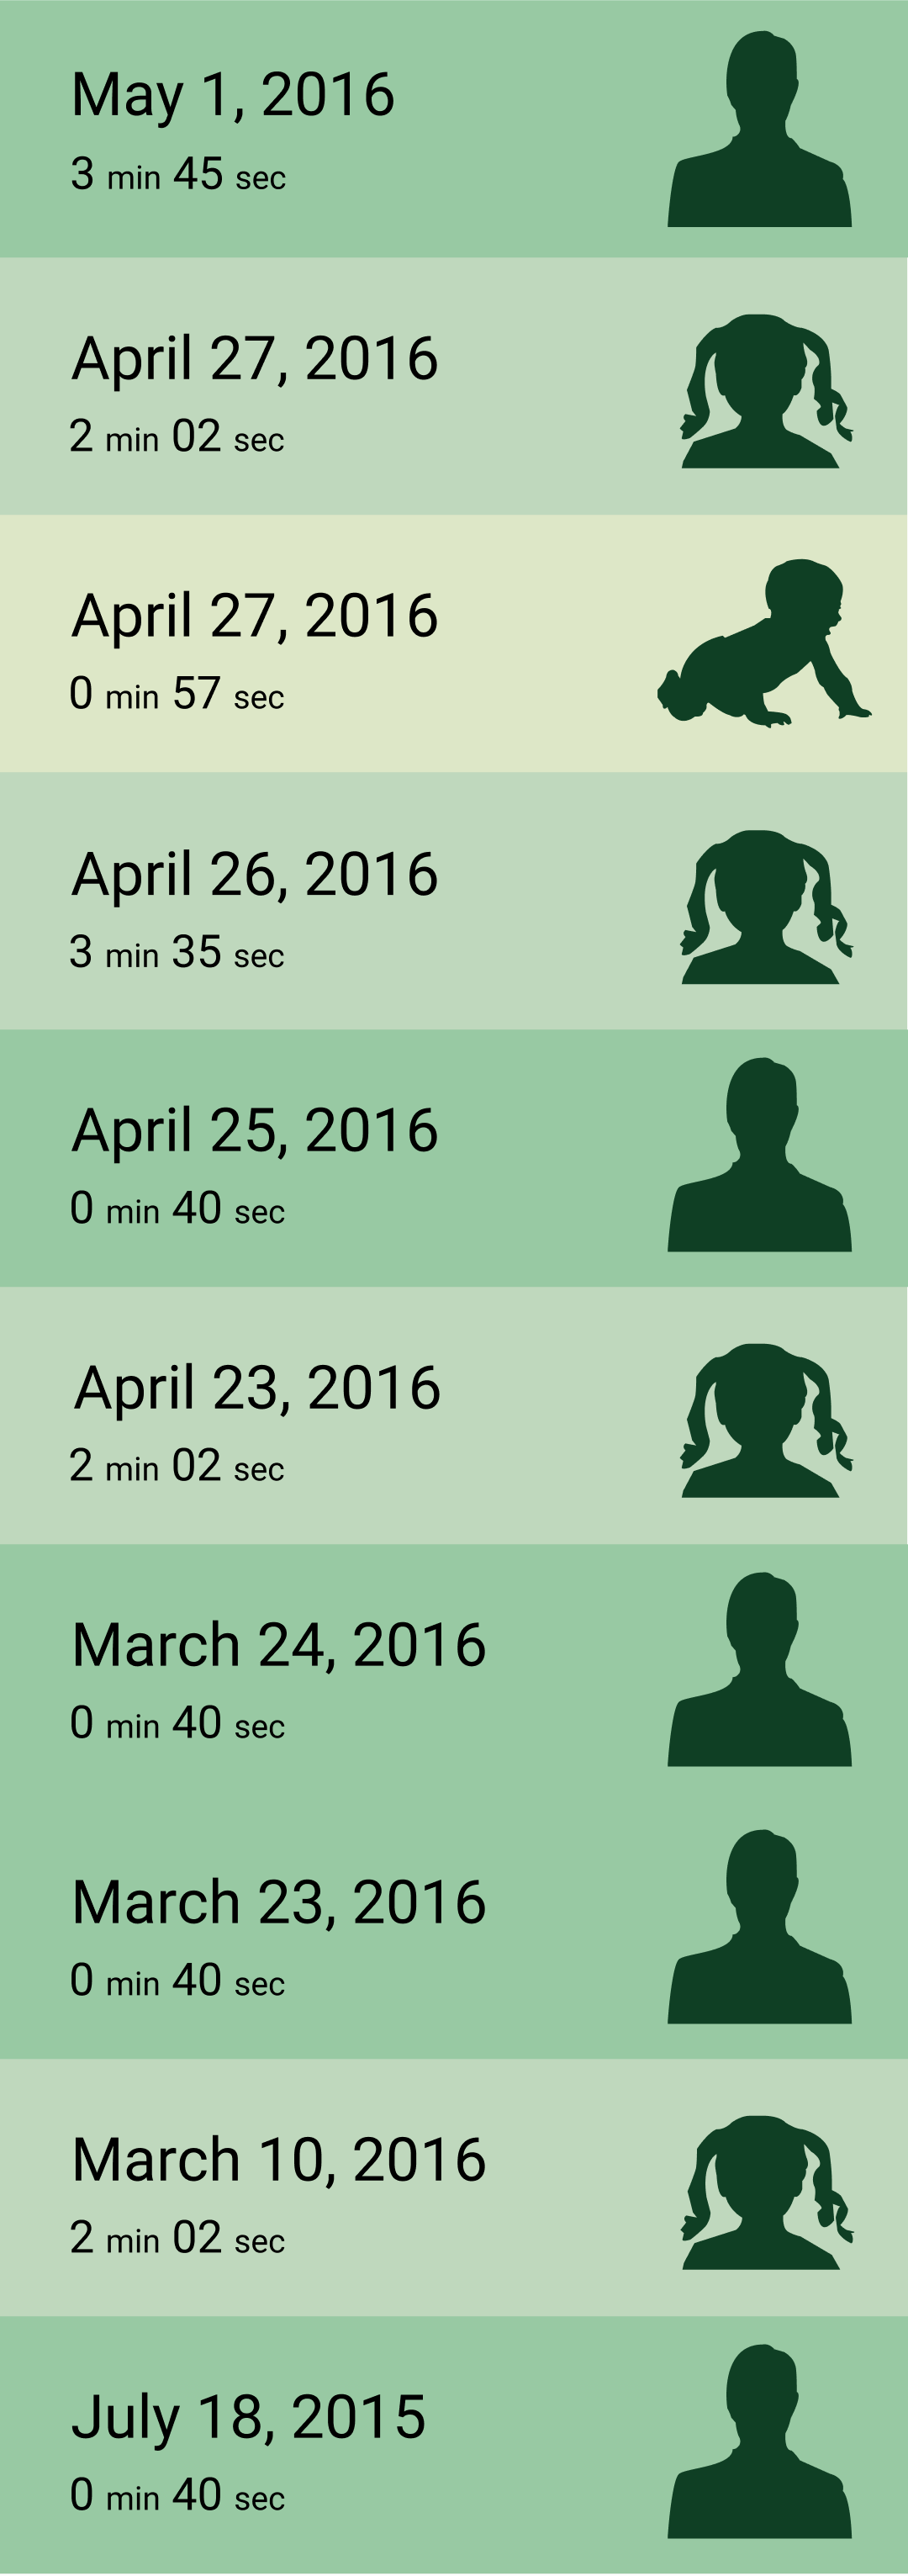 May 1, 2016
3 min 45 sec
April 27, 2016
2 min 02 sec
April 27, 2016
0 min 57 sec
April 26, 2016
3 min 35 sec
April 25, 2016
0 min 40 sec
April 23, 2016
2 min 02 sec
March 24, 2016
0 min 40 sec
March 23, 2016
0 min 40 sec
March 10, 2016
2 min 02 sec
July 18, 2015
0 min 40 sec